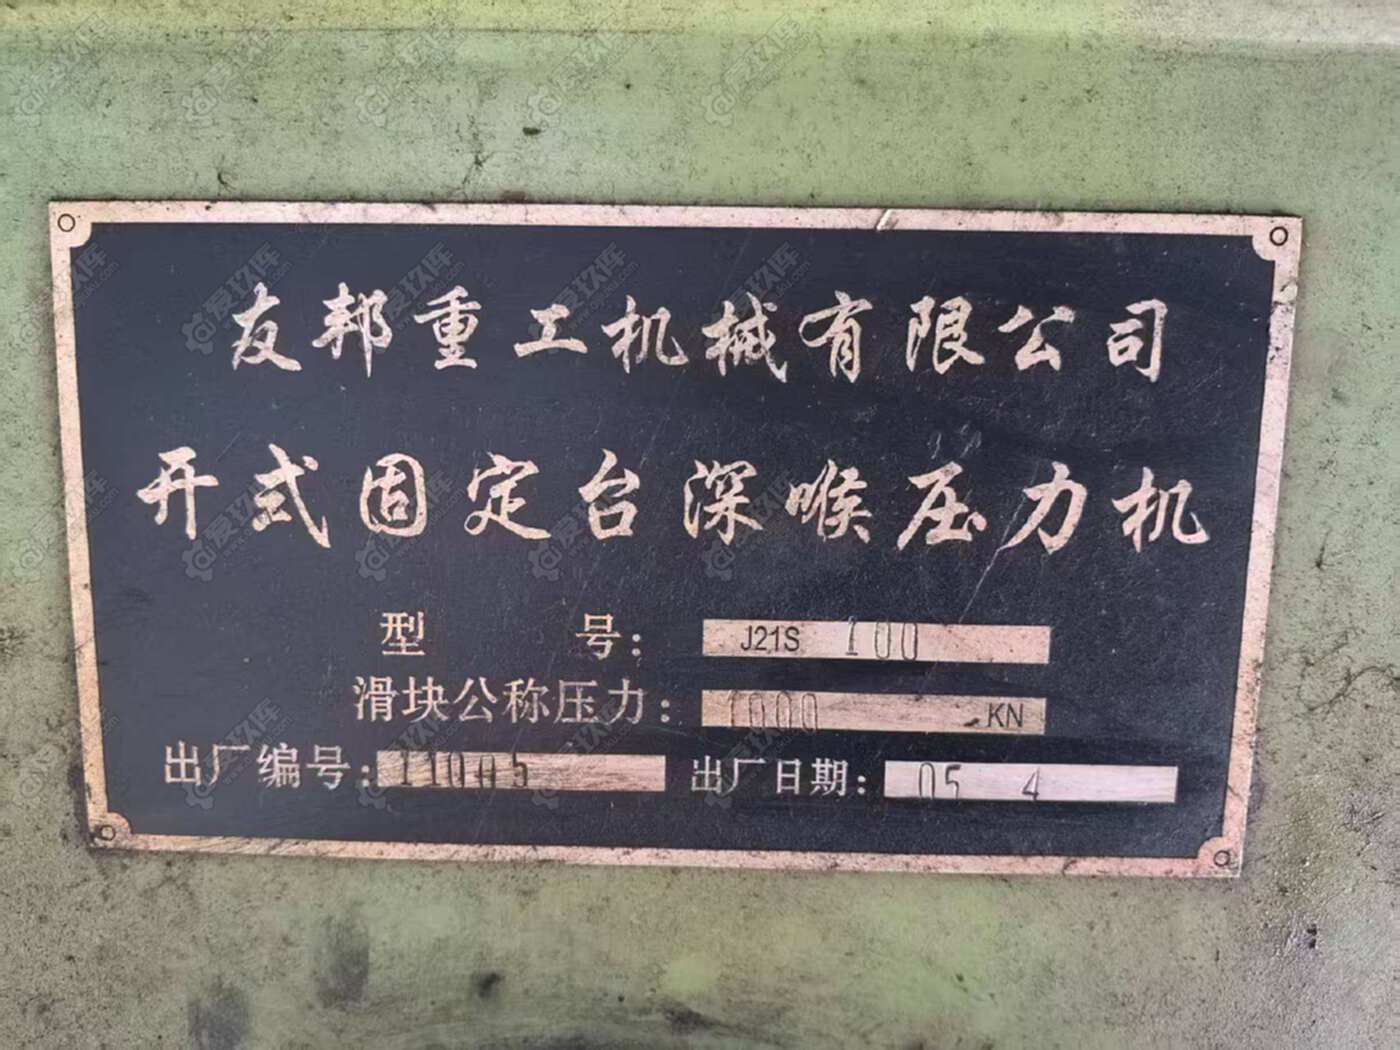 友邦重工机械有限公司
开式固定台深喉压力机
型 号: J21S 100
滑块公称压力: 1000 KN
出厂编号: 11005 出厂日期: 05 4